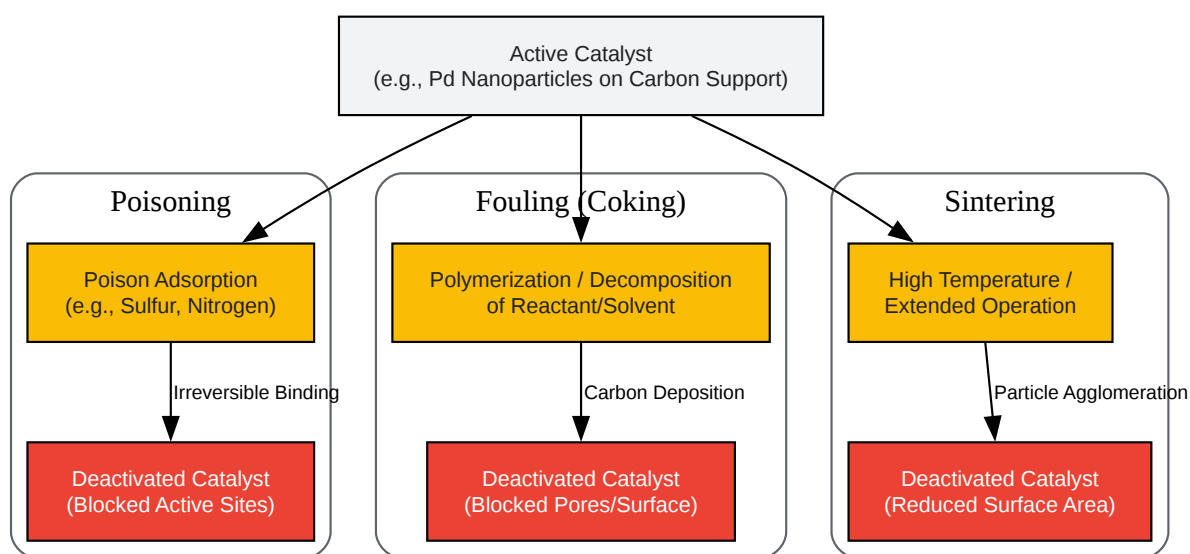 Active Catalyst
(e.g., Pd Nanoparticles on Carbon Support)
Poisoning
Fouling (Coking)
Sintering
Poison Adsorption
(e.g., Sulfur, Nitrogen)
Polymerization / Decomposition
of Reactant/Solvent
High Temperature /
Extended Operation
Irreversible Binding
Carbon Deposition
Particle Agglomeration
Deactivated Catalyst
(Blocked Active Sites)
Deactivated Catalyst
(Blocked Pores/Surface)
Deactivated Catalyst
(Reduced Surface Area)